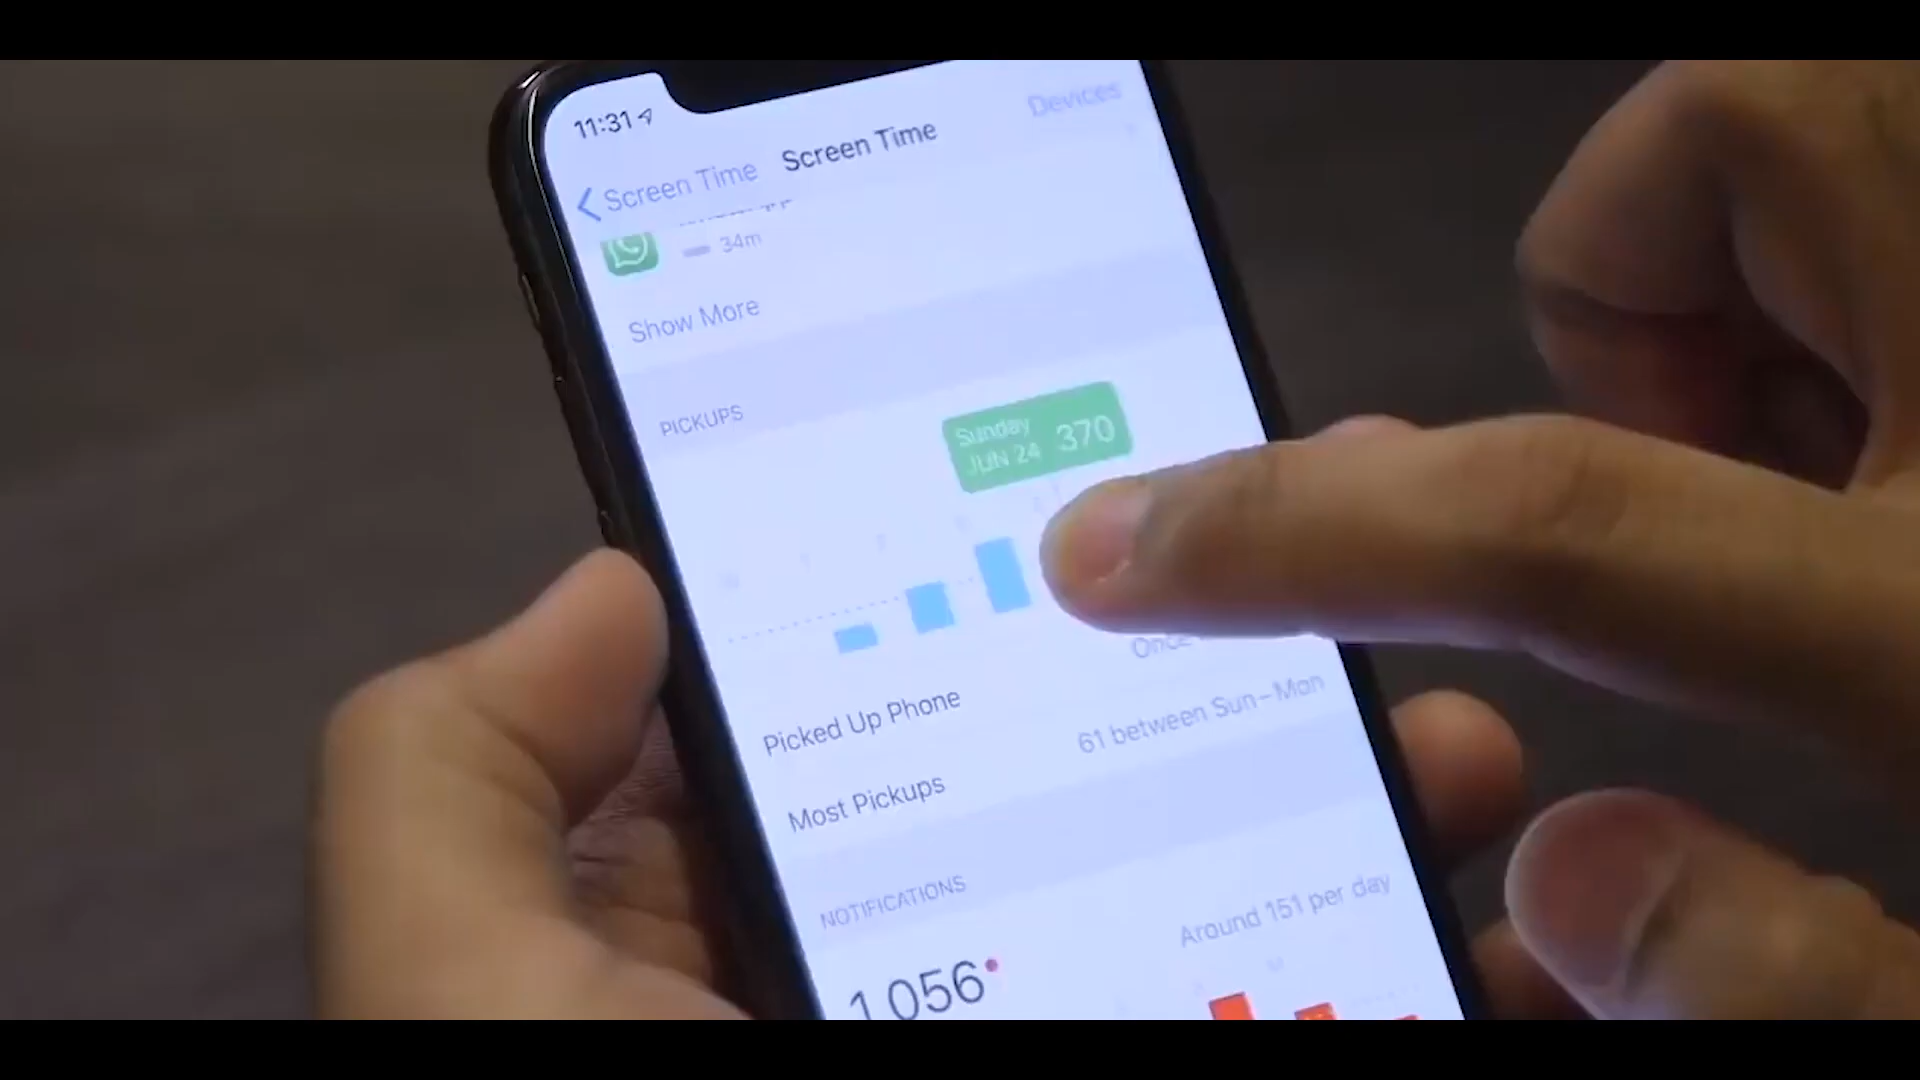 11:31
Devices
Screen Time
Screen Time
34m
Show More
PICKUPS
Sunday
JUN 24
370
Picked Up Phone
Once
Most Pickups
61 between Sun–Mon
NOTIFICATIONS
Around 151 per day
1,056